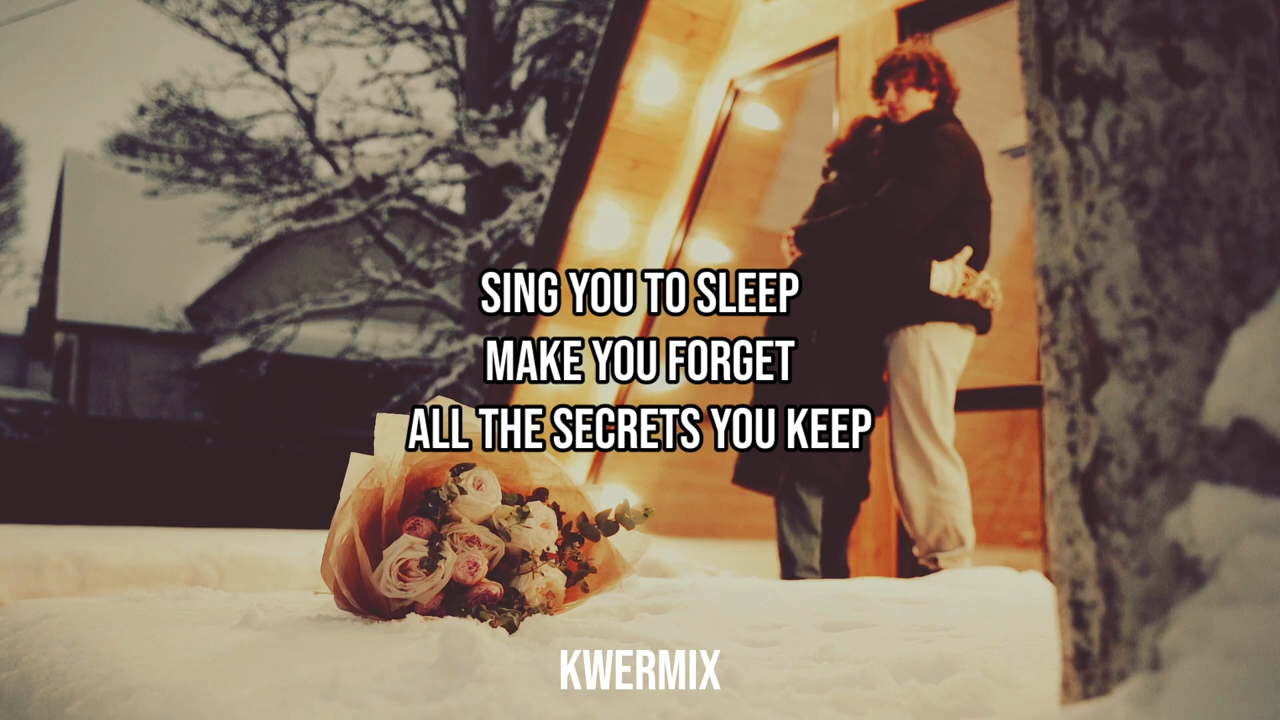 SING YOU TO SLEEP
MAKE YOU FORGET
ALL THE SECRETS YOU KEEP
KWERMIX